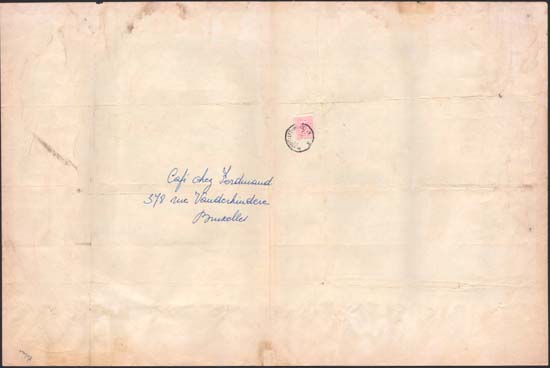 Café chez Ferdinand
378 rue Vanderkindere
Bruxelles